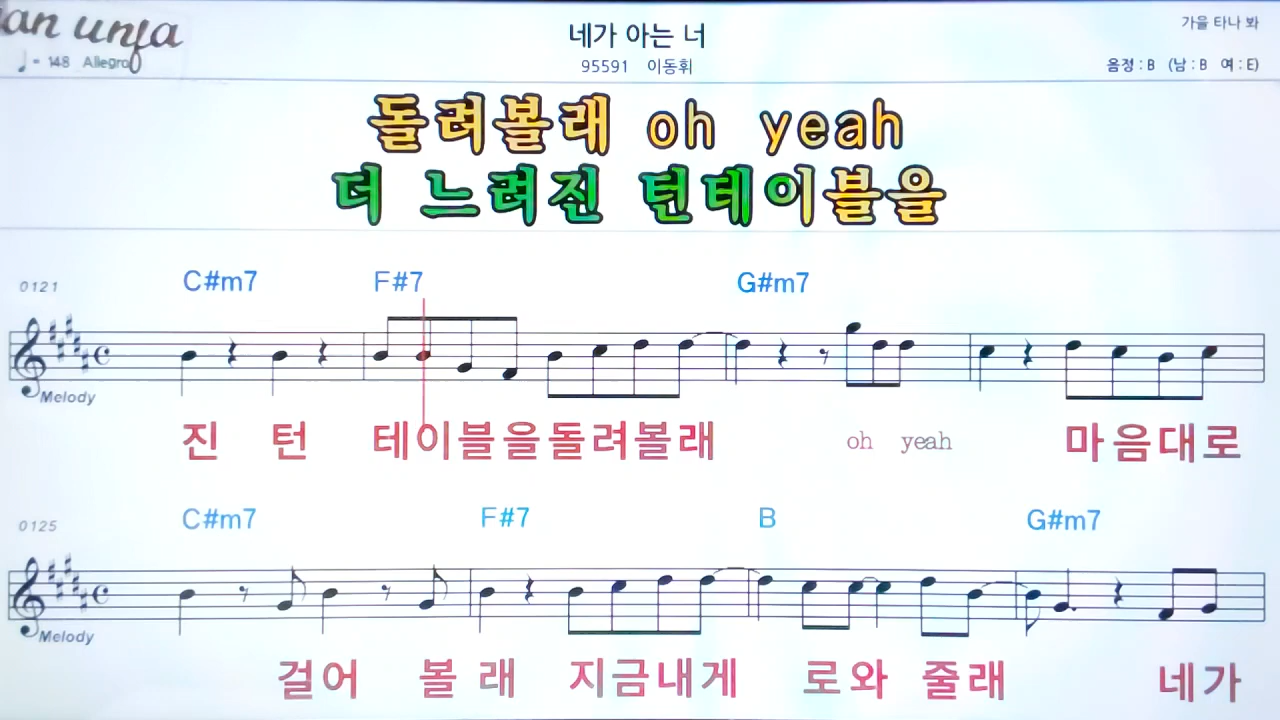 an unfa
네가 아는 너
가을 타나 봐
♩= 148 Allegro
95591 이동휘
음정 : B (남 : B 여 : E)
돌려볼래 oh yeah
더 느려진 턴테이블을
0121
C#m7 F#7 G#m7
Melody
진 턴 테이블을돌려볼래 oh yeah 마음대로
0125
C#m7 F#7 B G#m7
Melody
걸어 볼 래 지금내게 로와 줄래 네가